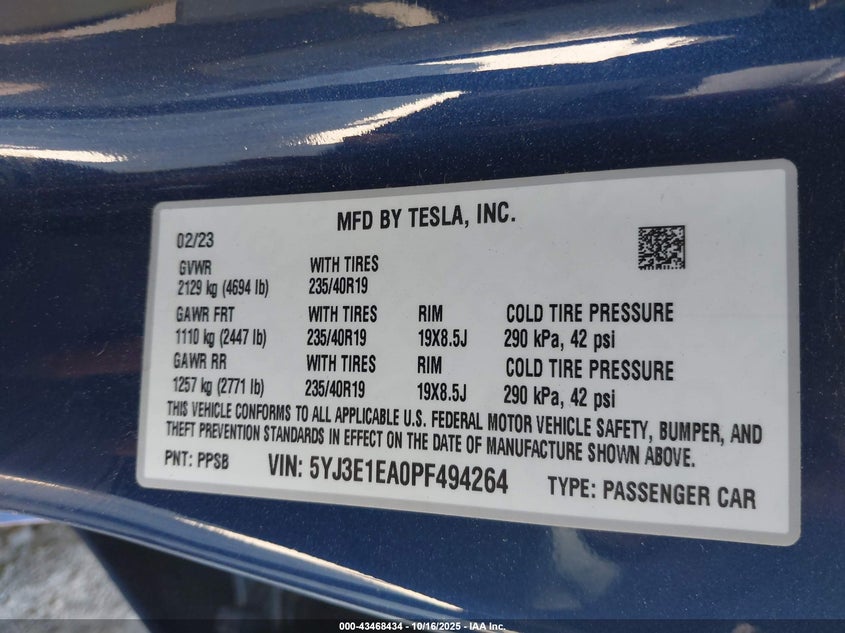 MFD BY TESLA, INC.
02/23
GVWR WITH TIRES
2129 kg (4694 lb) 235/40R19
GAWR FRT WITH TIRES RIM COLD TIRE PRESSURE
1110 kg (2447 lb) 235/40R19 19X8.5J 290 kPa, 42 psi
GAWR RR WITH TIRES RIM COLD TIRE PRESSURE
1257 kg (2771 lb) 235/40R19 19X8.5J 290 kPa, 42 psi
THIS VEHICLE CONFORMS TO ALL APPLICABLE U.S. FEDERAL MOTOR VEHICLE SAFETY, BUMPER, AND
THEFT PREVENTION STANDARDS IN EFFECT ON THE DATE OF MANUFACTURE SHOWN ABOVE.
PNT: PPSB VIN: 5YJ3E1EA0PF494264 TYPE: PASSENGER CAR
000-43468434 - 10/16/2025 - IAA Inc.